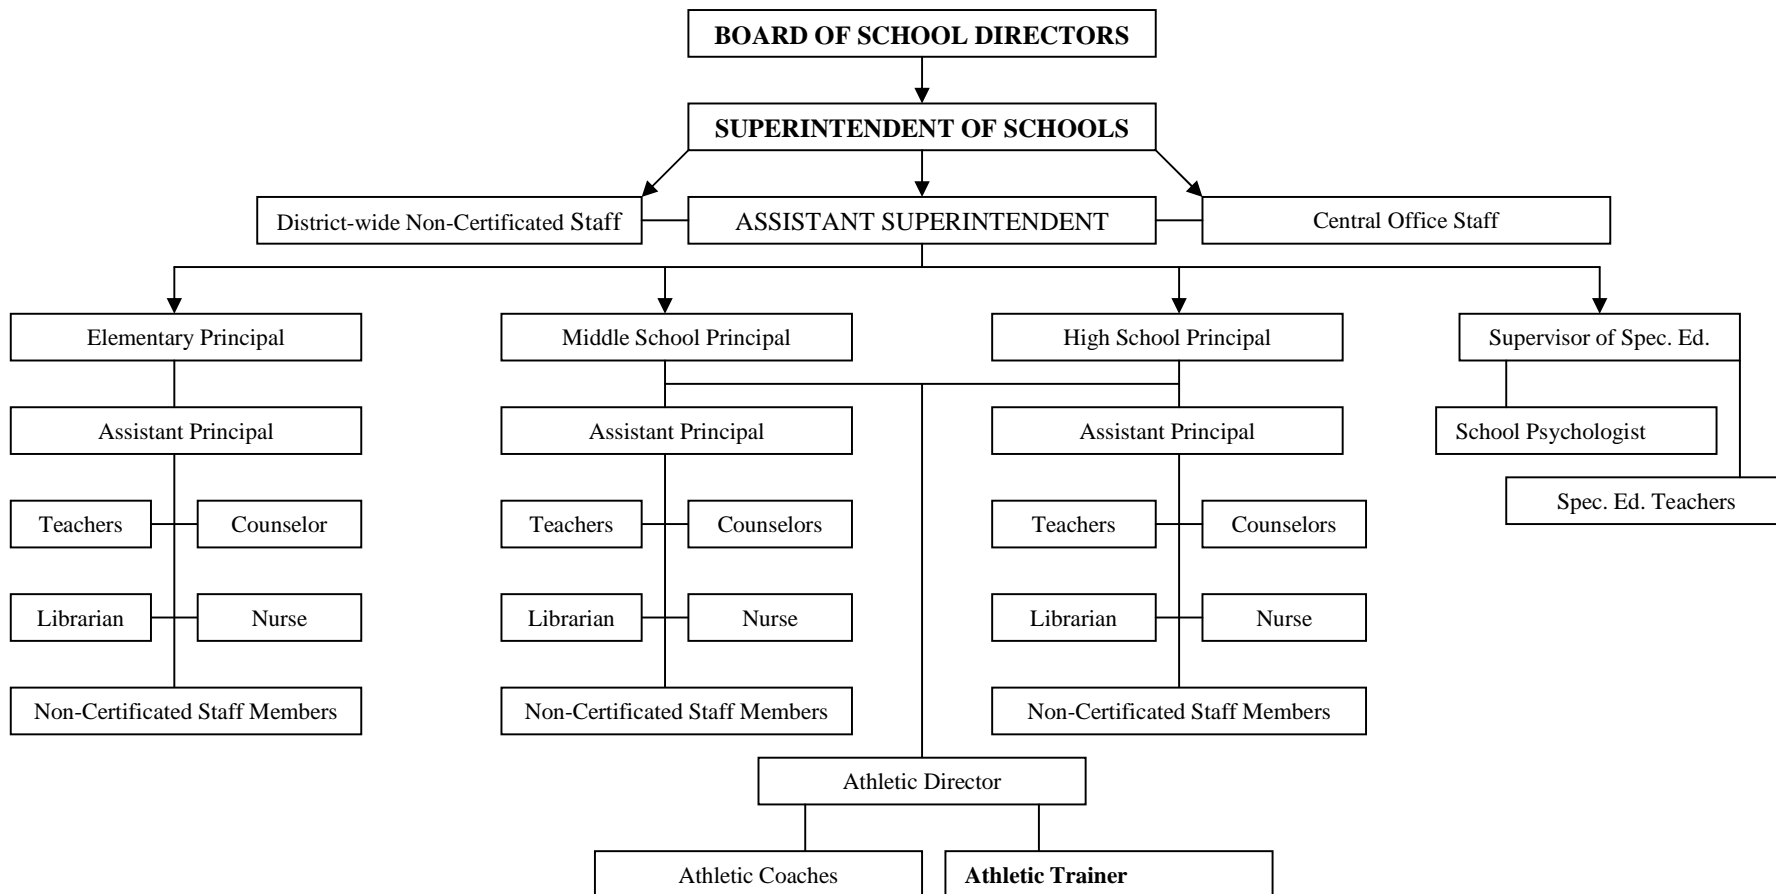 BOARD OF SCHOOL DIRECTORS
SUPERINTENDENT OF SCHOOLS
District-wide Non-Certificated Staff
ASSISTANT SUPERINTENDENT
Central Office Staff
Elementary Principal
Middle School Principal
High School Principal
Supervisor of Spec. Ed.
Assistant Principal
Assistant Principal
Assistant Principal
School Psychologist
Spec. Ed. Teachers
Teachers
Counselor
Teachers
Counselors
Teachers
Counselors
Librarian
Nurse
Librarian
Nurse
Librarian
Nurse
Non-Certificated Staff Members
Non-Certificated Staff Members
Non-Certificated Staff Members
Athletic Director
Athletic Coaches
Athletic Trainer